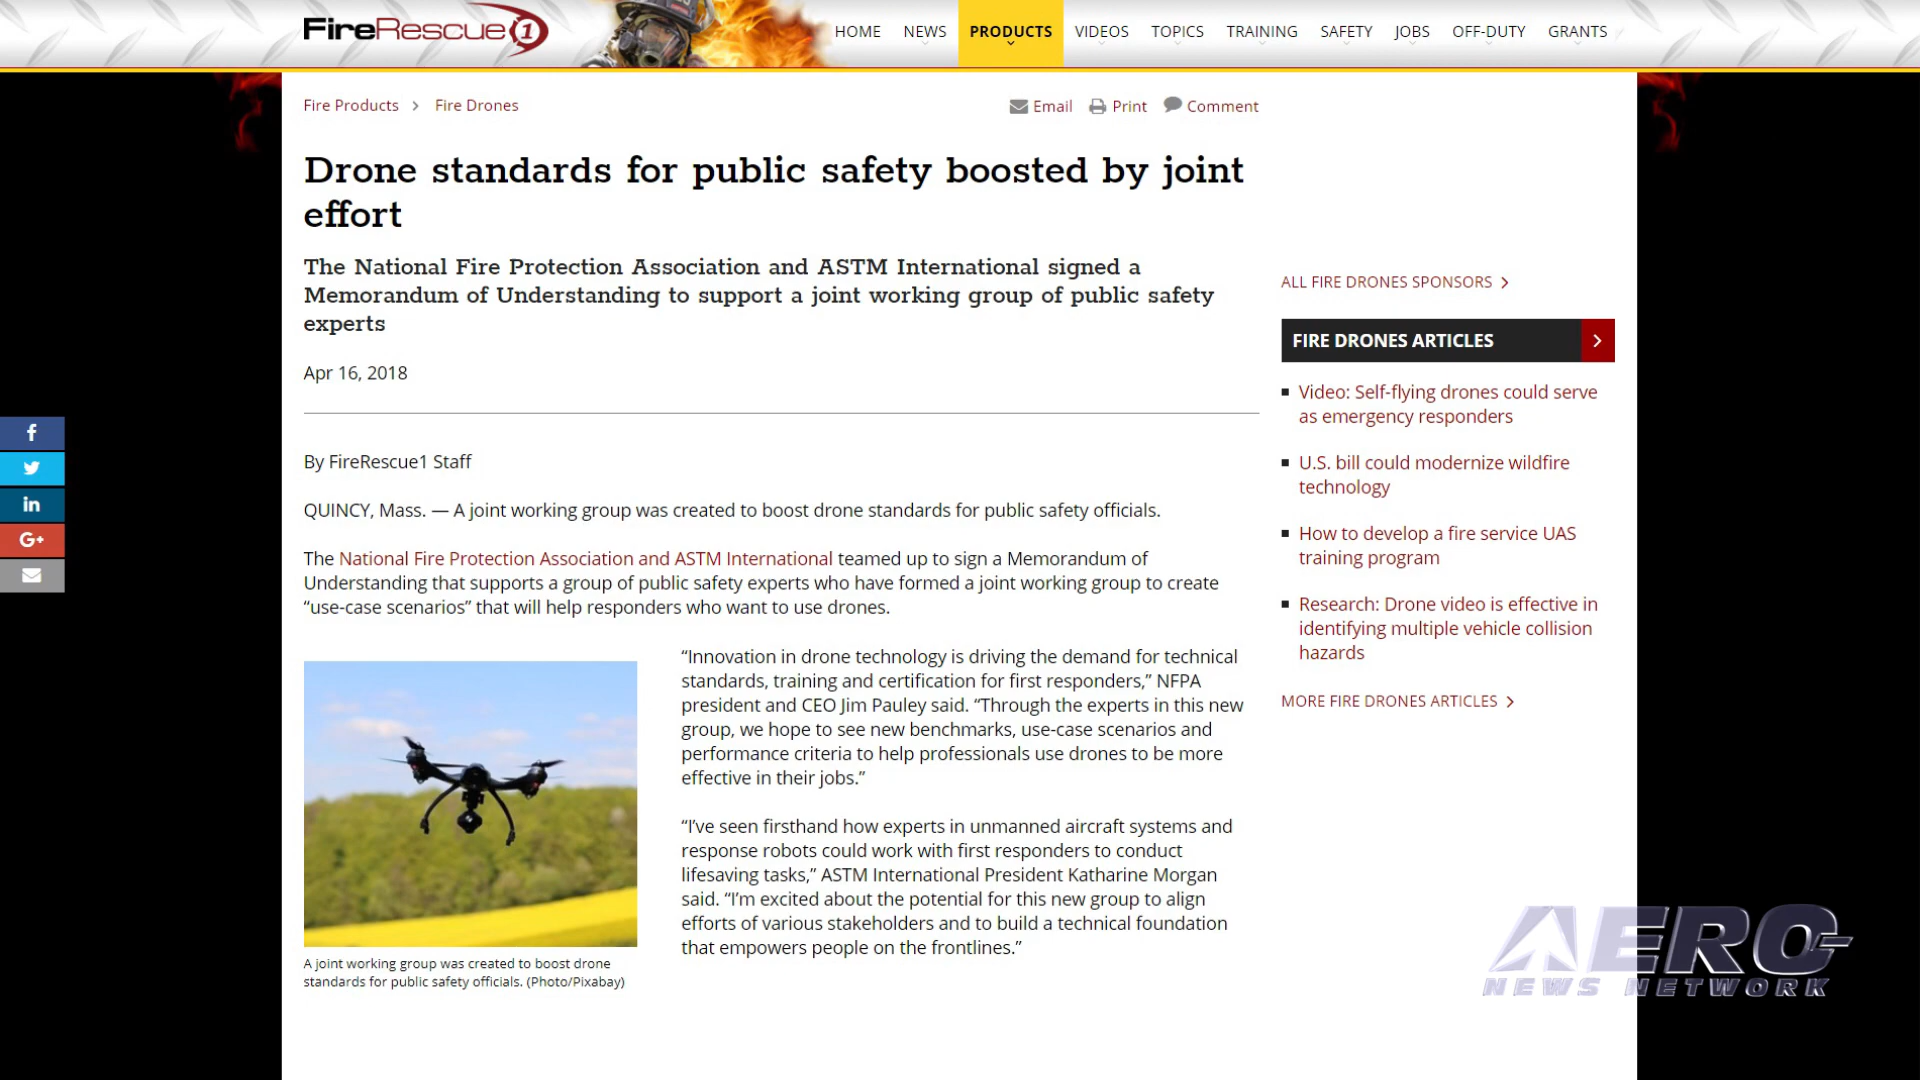 FireRescue1
HOME NEWS PRODUCTS VIDEOS TOPICS TRAINING SAFETY JOBS OFF-DUTY GRANTS
Fire Products > Fire Drones
Email Print Comment
Drone standards for public safety boosted by joint
effort
The National Fire Protection Association and ASTM International signed a
Memorandum of Understanding to support a joint working group of public safety
experts
Apr 16, 2018
f
in
G+
By FireRescue1 Staff
QUINCY, Mass. — A joint working group was created to boost drone standards for public safety officials.
The National Fire Protection Association and ASTM International teamed up to sign a Memorandum of
Understanding that supports a group of public safety experts who have formed a joint working group to create
“use-case scenarios” that will help responders who want to use drones.
“Innovation in drone technology is driving the demand for technical
standards, training and certification for first responders,” NFPA
president and CEO Jim Pauley said. “Through the experts in this new
group, we hope to see new benchmarks, use-case scenarios and
performance criteria to help professionals use drones to be more
effective in their jobs.”
“I’ve seen firsthand how experts in unmanned aircraft systems and
response robots could work with first responders to conduct
lifesaving tasks,” ASTM International President Katharine Morgan
said. “I’m excited about the potential for this new group to align
efforts of various stakeholders and to build a technical foundation
that empowers people on the frontlines.”
A joint working group was created to boost drone
standards for public safety officials. (Photo/Pixabay)
ALL FIRE DRONES SPONSORS >
FIRE DRONES ARTICLES >
Video: Self-flying drones could serve
as emergency responders
U.S. bill could modernize wildfire
technology
How to develop a fire service UAS
training program
Research: Drone video is effective in
identifying multiple vehicle collision
hazards
MORE FIRE DRONES ARTICLES >
AERO-
NEWS NETWORK